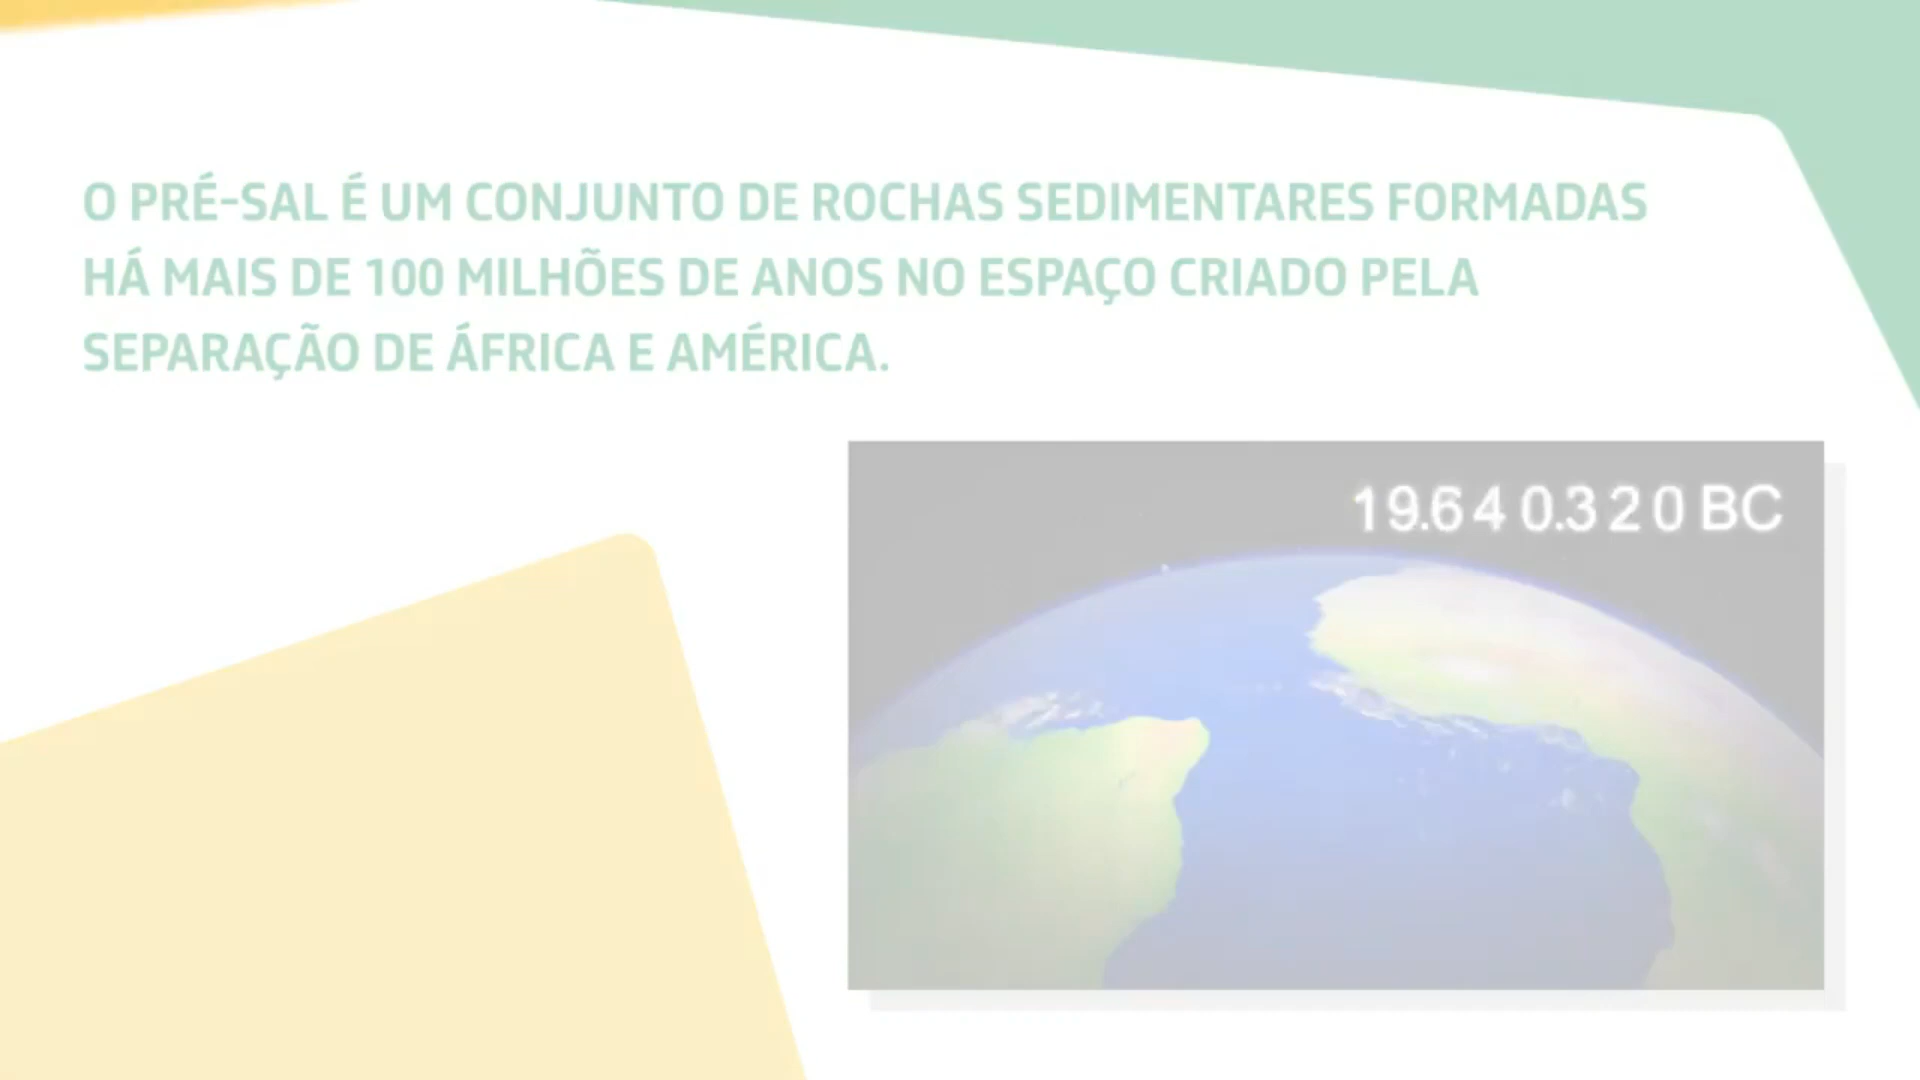 O PRÉ-SAL É UM CONJUNTO DE ROCHAS SEDIMENTARES FORMADAS
HÁ MAIS DE 100 MILHÕES DE ANOS NO ESPAÇO CRIADO PELA
SEPARAÇÃO DE ÁFRICA E AMÉRICA.
19.640.320 BC